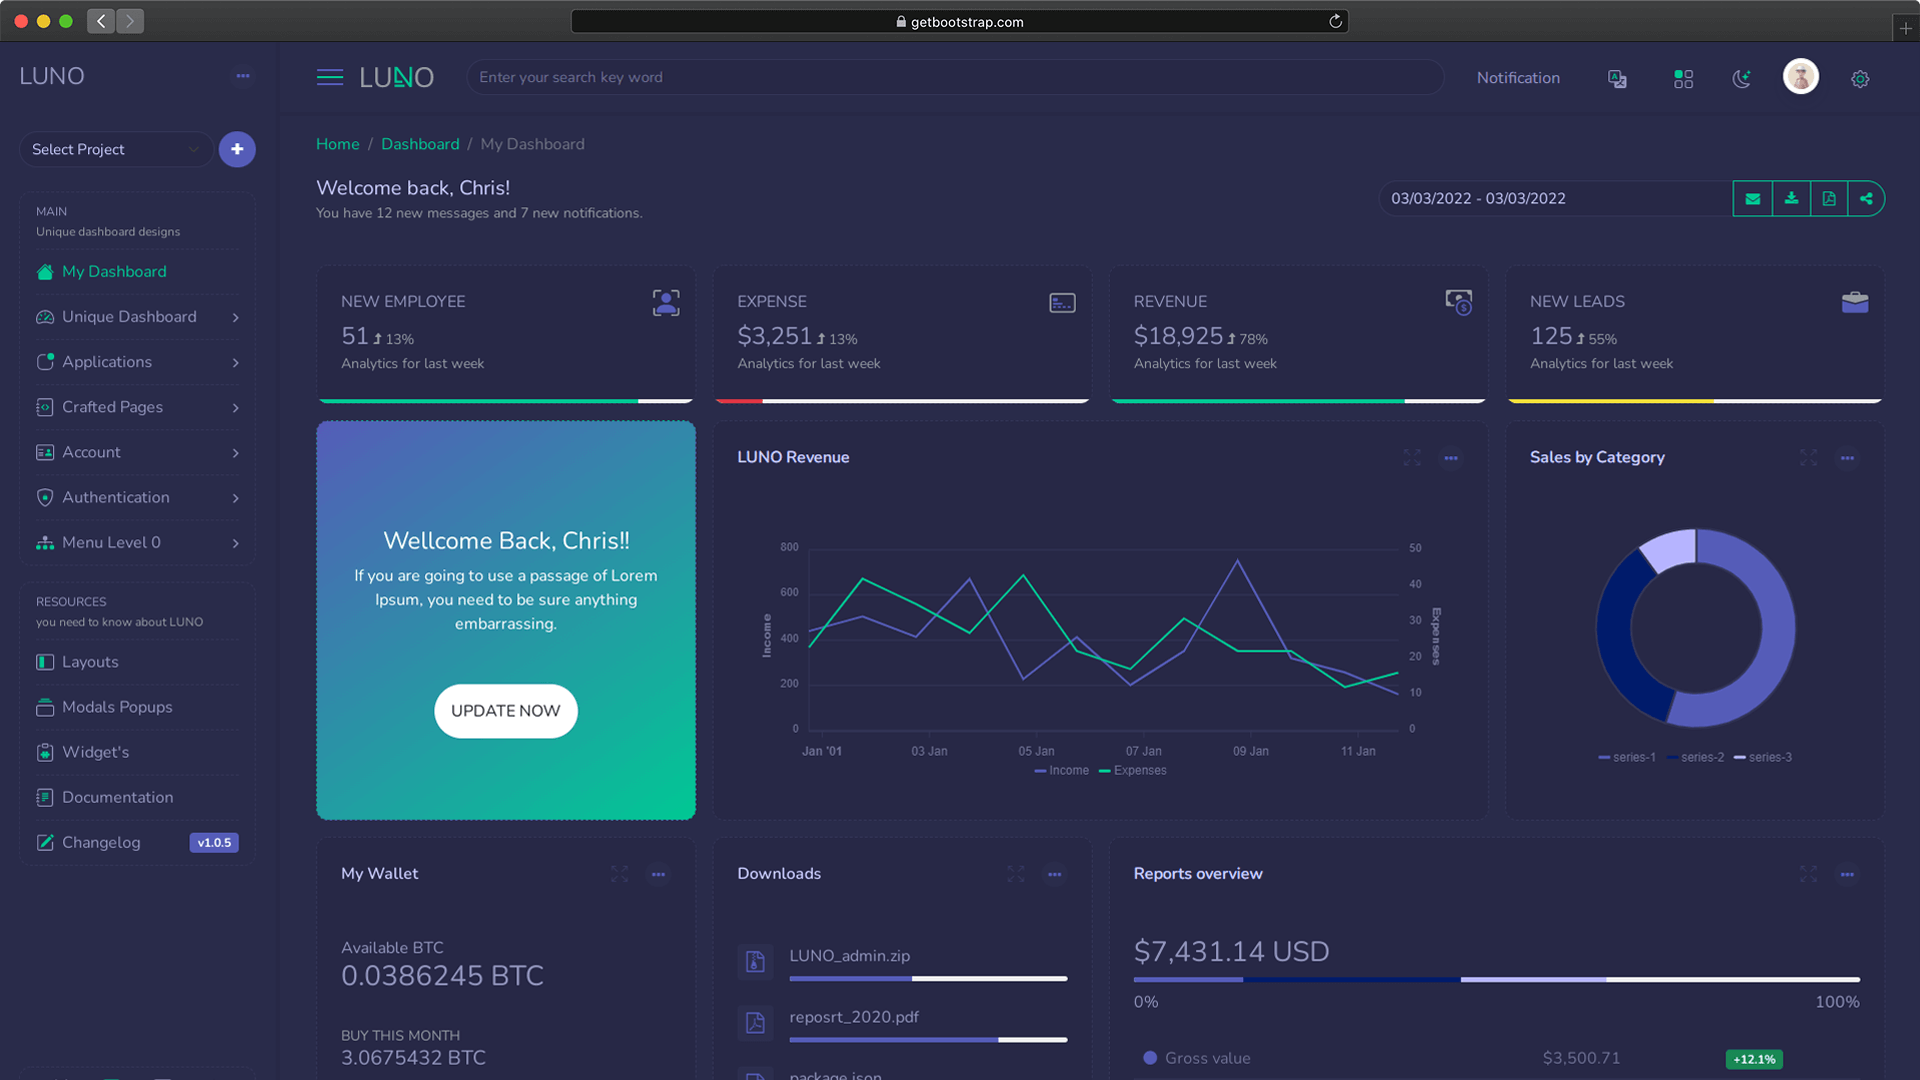 getbootstrap.com
LUNO
Select Project
MAIN
Unique dashboard designs
My Dashboard
Unique Dashboard
Applications
Crafted Pages
Account
Authentication
Menu Level 0
RESOURCES
you need to know about LUNO
Layouts
Modals Popups
Widget's
Documentation
Changelog v1.0.5
LUNO
Enter your search key word
Notification
Home / Dashboard / My Dashboard
Welcome back, Chris!
You have 12 new messages and 7 new notifications.
03/03/2022 - 03/03/2022
NEW EMPLOYEE
51 13%
Analytics for last week
EXPENSE
$3,251 13%
Analytics for last week
REVENUE
$18,925 78%
Analytics for last week
NEW LEADS
125 55%
Analytics for last week
Wellcome Back, Chris!!
If you are going to use a passage of Lorem
Ipsum, you need to be sure anything
embarrassing.
UPDATE NOW
LUNO Revenue
800
600
400
200
0
Income
50
40
30
20
10
0
Expenses
Jan '01 03 Jan 05 Jan 07 Jan 09 Jan 11 Jan
Income Expenses
Sales by Category
series-1 series-2 series-3
My Wallet
Available BTC
0.0386245 BTC
BUY THIS MONTH
3.0675432 BTC
Downloads
LUNO_admin.zip
reposrt_2020.pdf
package.json
Reports overview
$7,431.14 USD
0% 100%
Gross value $3,500.71 +12.1%